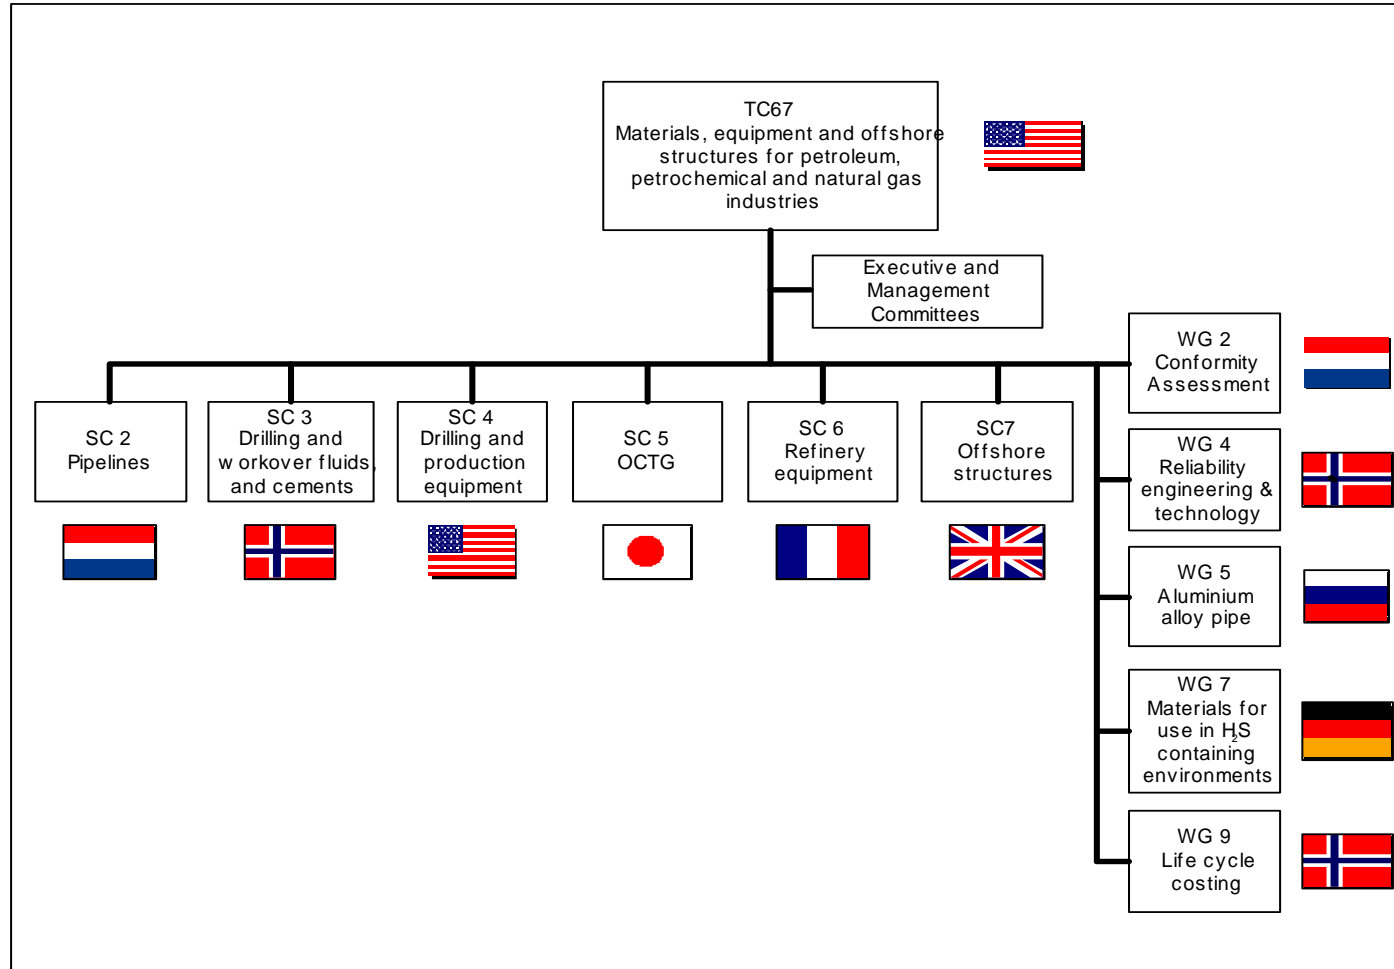 TC67
Materials, equipment and offshore
structures for petroleum,
petrochemical and natural gas
industries
Executive and
Management
Committees
SC 2
Pipelines
SC 3
Drilling and
workover fluids,
and cements
SC 4
Drilling and
production
equipment
SC 5
OCTG
SC 6
Refinery
equipment
SC7
Offshore
structures
WG 2
Conformity
Assessment
WG 4
Reliability
engineering &
technology
WG 5
Aluminium
alloy pipe
WG 7
Materials for
use in H₂S
containing
environments
WG 9
Life cycle
costing